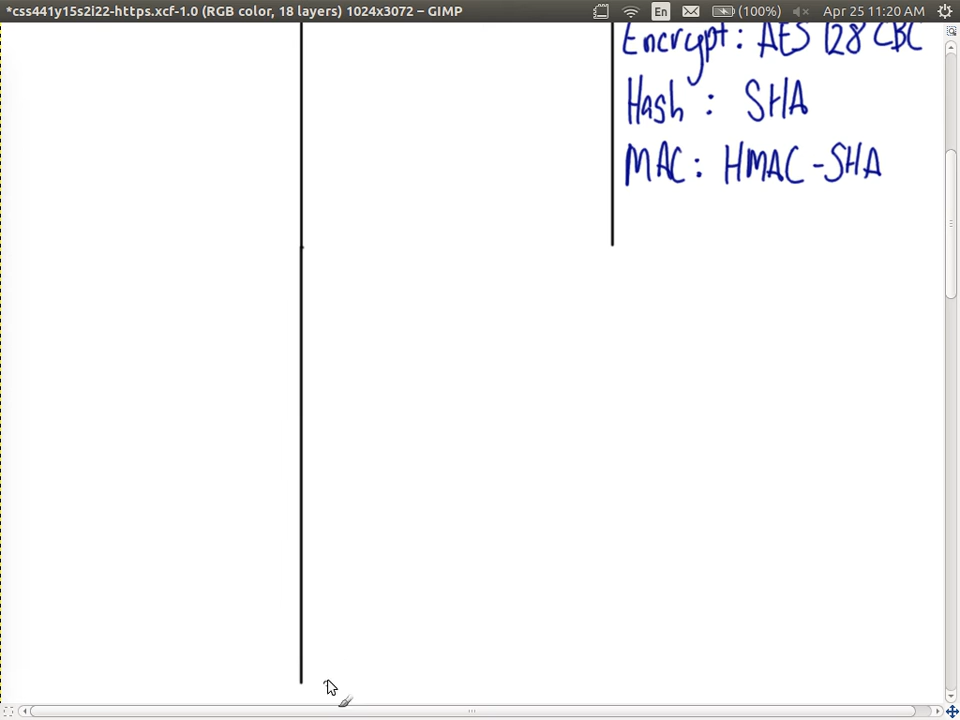 *css441y15s2i22-https.xcf-1.0 (RGB color, 18 layers) 1024x3072 – GIMP
En
(100%)
Apr 25 11:20 AM
Encrypt: AES 128 CBC
Hash : SHA
MAC: HMAC-SHA